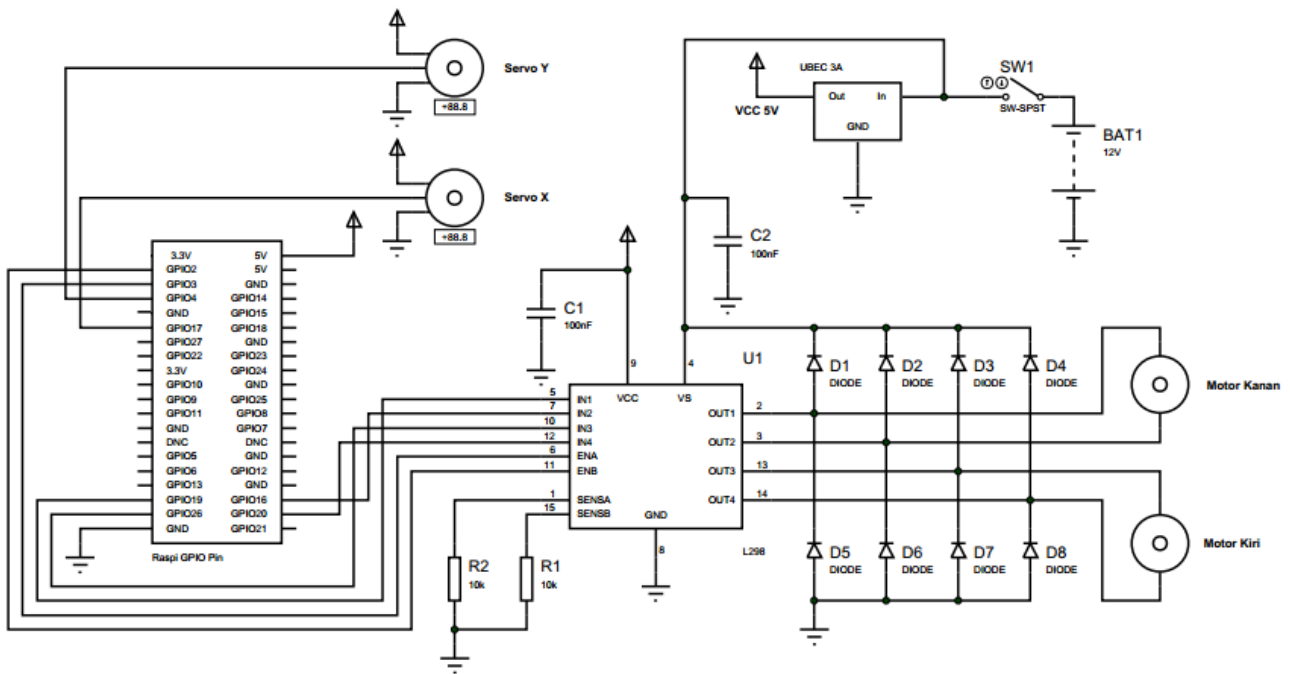 Servo Y
+88.8
Servo X
+88.8
UBEC 3A
Out
In
GND
VCC 5V
SW1
SW-SPST
BAT1
12V
C2
100nF
C1
100nF
3.3V
5V
GPIO2
5V
GPIO3
GND
GPIO4
GPIO14
GND
GPIO15
GPIO17
GPIO18
GPIO27
GND
GPIO22
GPIO23
3.3V
GPIO24
GPIO10
GND
GPIO9
GPIO25
GPIO11
GPIO8
GND
GPIO7
DNC
DNC
GPIO5
GND
GPIO6
GPIO12
GPIO13
GND
GPIO19
GPIO16
GPIO26
GPIO20
GND
GPIO21
Raspi GPIO Pin
U1
9
4
VCC
VS
5
IN1
7
IN2
10
IN3
12
IN4
6
ENA
11
ENB
1
SENSA
15
SENSB
OUT1
2
OUT2
3
OUT3
13
OUT4
14
GND
8
L298
R2
10k
R1
10k
D1
DIODE
D2
DIODE
D3
DIODE
D4
DIODE
D5
DIODE
D6
DIODE
D7
DIODE
D8
DIODE
Motor Kanan
Motor Kiri